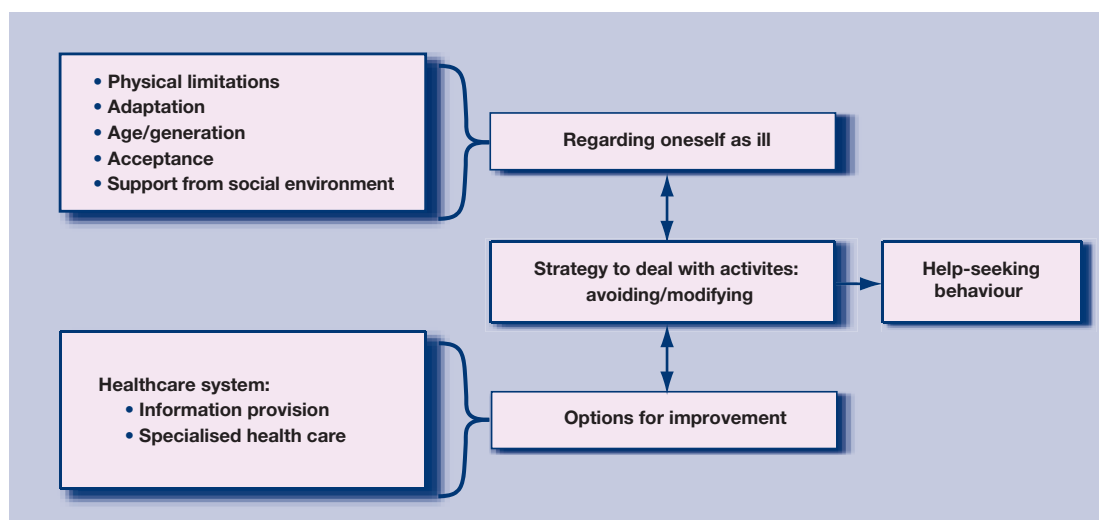 • Physical limitations
• Adaptation
• Age/generation
• Acceptance
• Support from social environment
Regarding oneself as ill
Strategy to deal with activites:
avoiding/modifying
Help-seeking
behaviour
Healthcare system:
• Information provision
• Specialised health care
Options for improvement